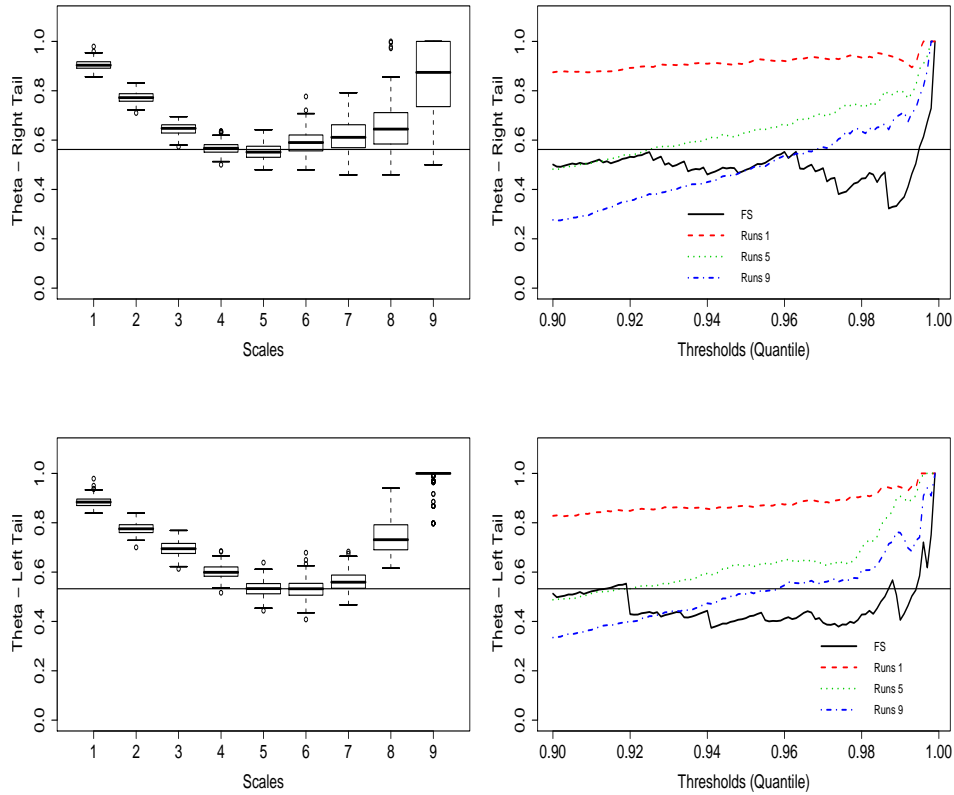 Theta − Right Tail
1.0
0.8
0.6
0.4
0.2
0.0
1 2 3 4 5 6 7 8 9
Scales
Theta − Right Tail
1.0
0.8
0.6
0.4
0.2
0.0
FS
Runs 1
Runs 5
Runs 9
0.90 0.92 0.94 0.96 0.98 1.00
Thresholds (Quantile)
Theta − Left Tail
1.0
0.8
0.6
0.4
0.2
0.0
1 2 3 4 5 6 7 8 9
Scales
Theta − Left Tail
1.0
0.8
0.6
0.4
0.2
0.0
FS
Runs 1
Runs 5
Runs 9
0.90 0.92 0.94 0.96 0.98 1.00
Thresholds (Quantile)